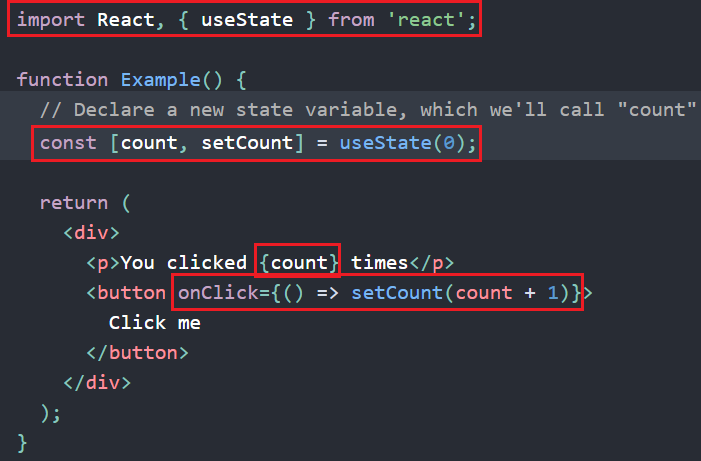 import React, { useState } from 'react';
function Example() {
// Declare a new state variable, which we'll call "count"
const [count, setCount] = useState(0);
return (
<div>
<p>You clicked {count} times</p>
<button onClick={() => setCount(count + 1)}>
Click me
</button>
</div>
);
}